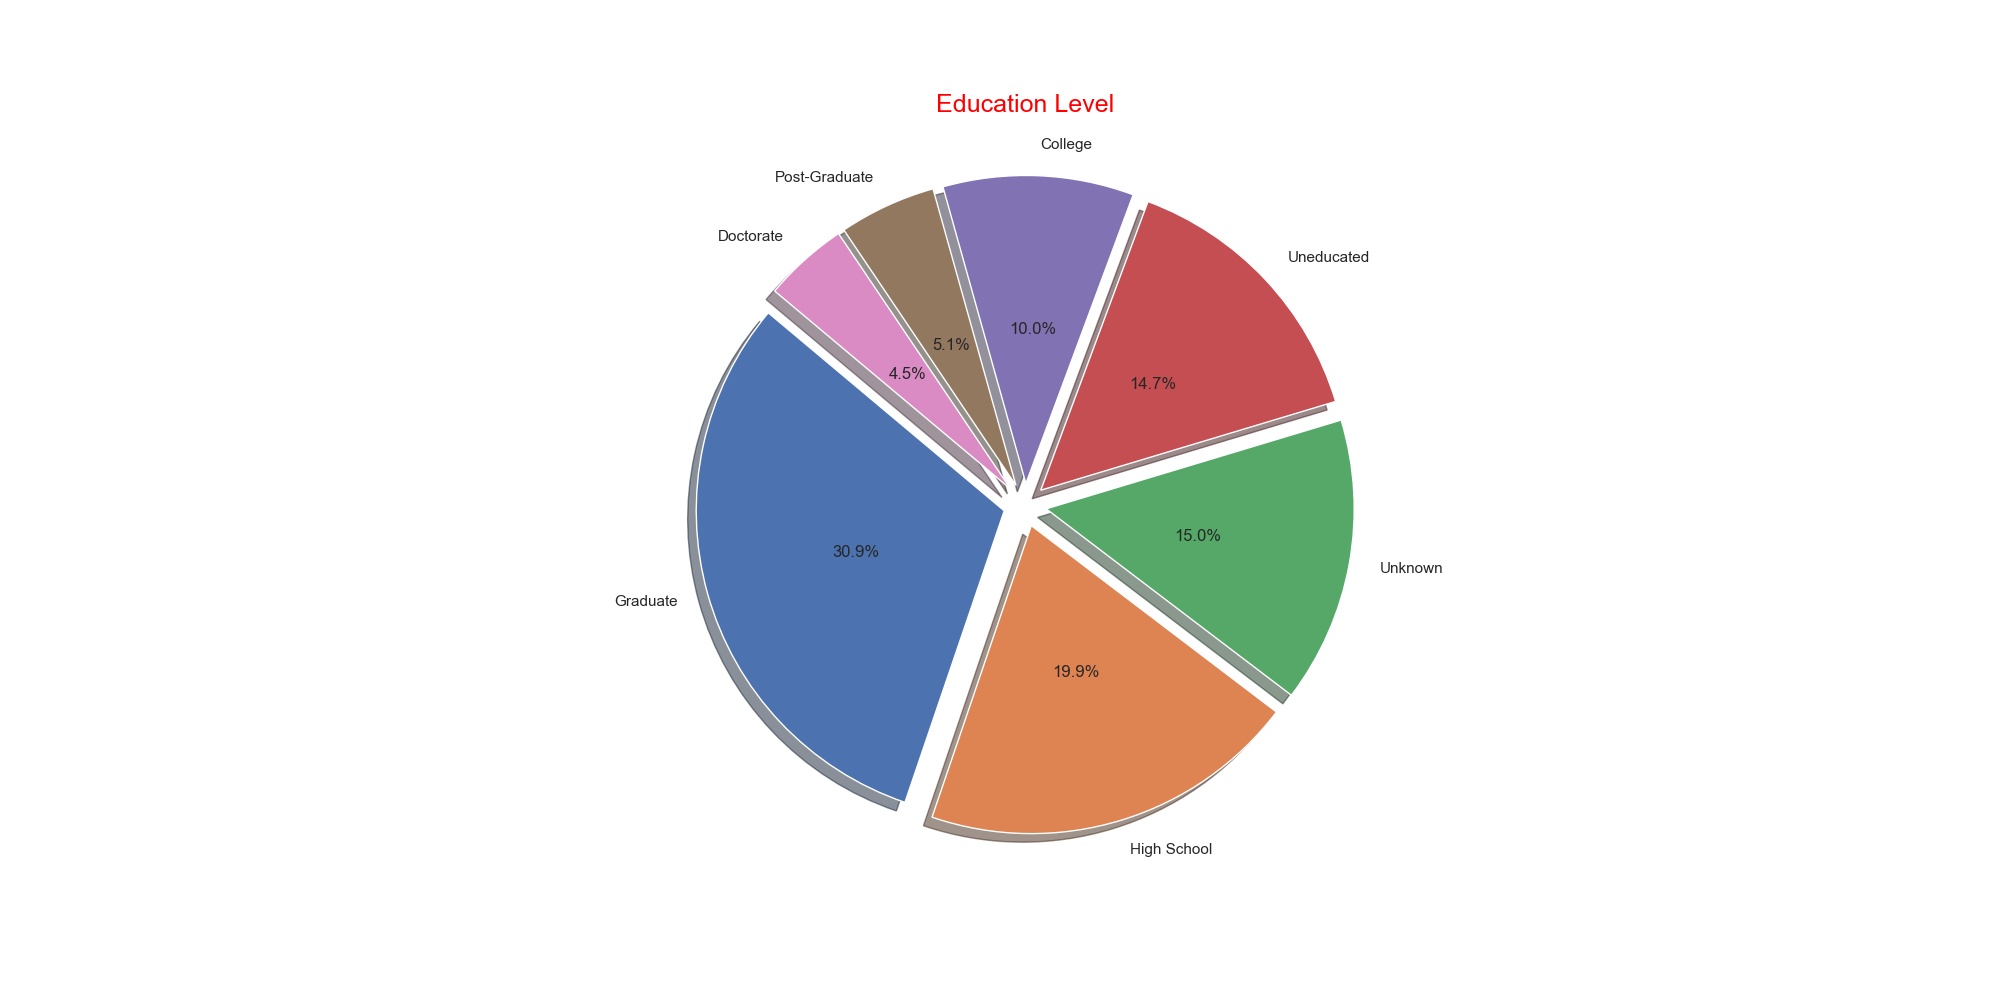 Education Level
College
Post-Graduate
Doctorate
Uneducated
10.0%
5.1%
4.5%
14.7%
15.0%
30.9%
Unknown
Graduate
19.9%
High School